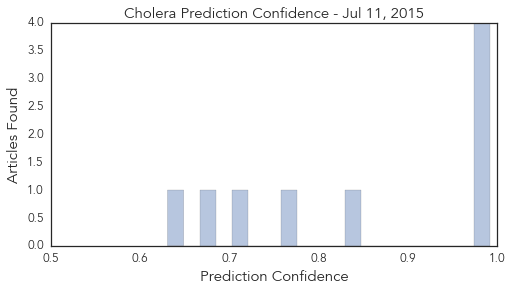 Cholera Prediction Confidence - Jul 11, 2015
4.0
3.5
3.0
2.5
2.0
1.5
1.0
0.5
0.0
Articles Found
0.5 0.6 0.7 0.8 0.9 1.0
Prediction Confidence